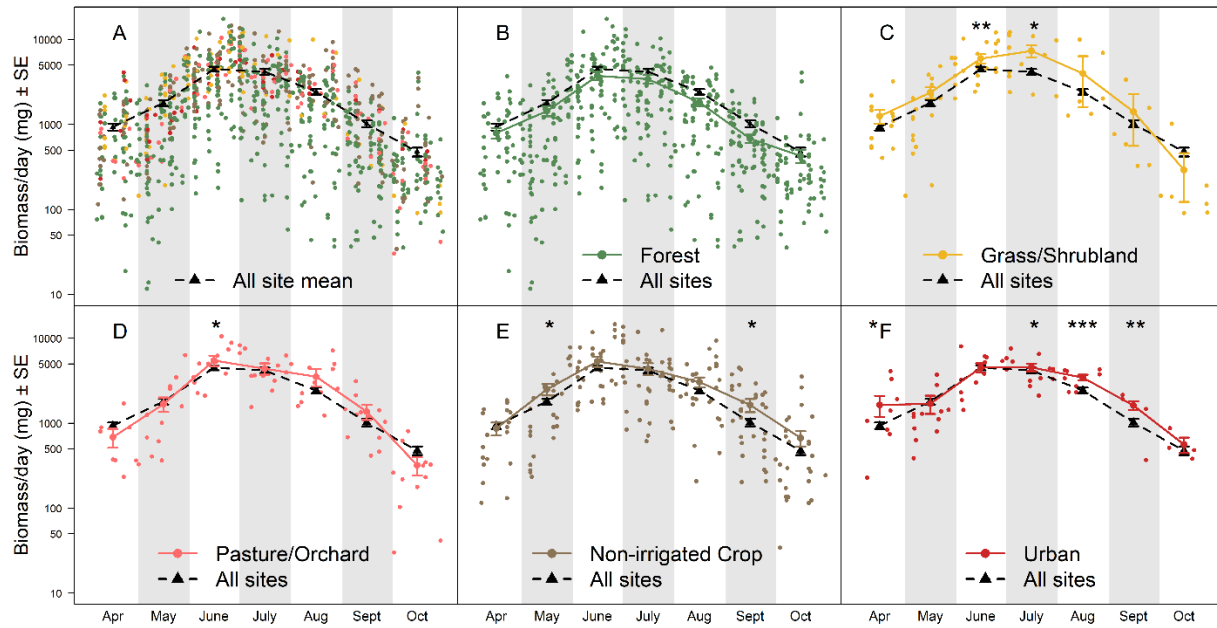 Biomass/day (mg) ± SE
10000
5000
1000
500
100
50
10
A
All site mean
B
Forest
All sites
C
** *
Grass/Shrubland
All sites
Biomass/day (mg) ± SE
10000
5000
1000
500
100
50
10
D
*
Pasture/Orchard
All sites
E
* *
Non-irrigated Crop
All sites
F
* * *** **
Urban
All sites
Apr May June July Aug Sept Oct
Apr May June July Aug Sept Oct
Apr May June July Aug Sept Oct